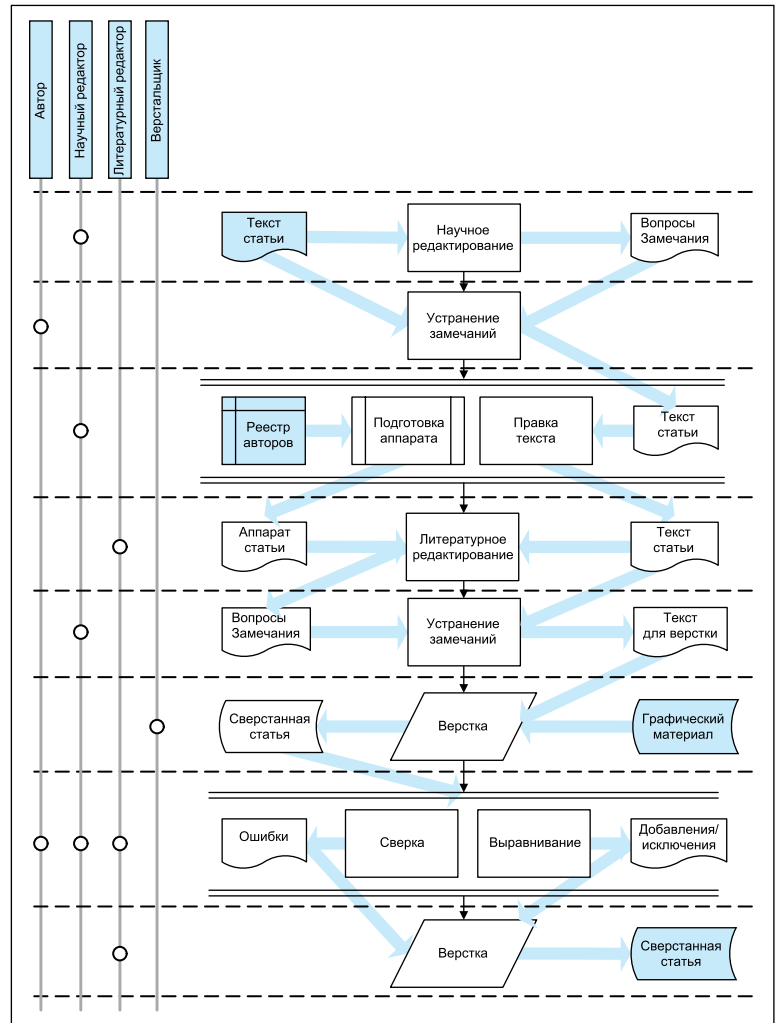 Автор
Научный редактор
Литературный редактор
Верстальщик
Текст
статьи
Научное
редактирование
Вопросы
Замечания
Устранение
замечаний
Реестр
авторов
Подготовка
аппарата
Правка
текста
Текст
статьи
Аппарат
статьи
Литературное
редактирование
Текст
статьи
Вопросы
Замечания
Устранение
замечаний
Текст
для верстки
Сверстанная
статья
Верстка
Графический
материал
Ошибки
Сверка
Выравнивание
Добавления/
исключения
Верстка
Сверстанная
статья